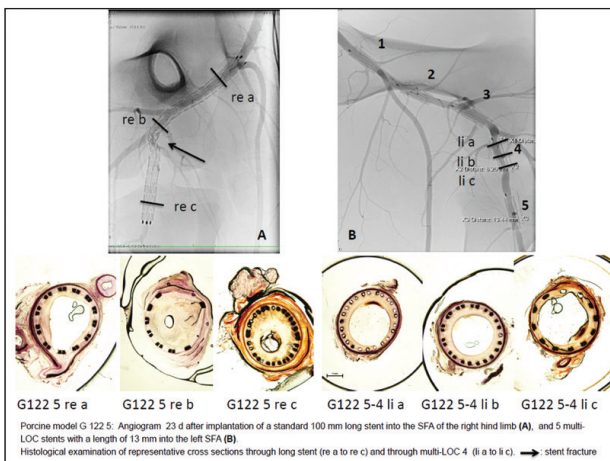 1
2
3
re a
re b
re c
A
li a
li b
li c
4
5
B
G122 5 re a
G122 5 re b
G122 5 re c
G122 5-4 li a
G122 5-4 li b
G122 5-4 li c
Porcine model G 122 5: Angiogram 23 d after implantation of a standard 100 mm long stent into the SFA of the right hind limb (A), and 5 multi-
LOC stents with a length of 13 mm into the left SFA (B).
Histological examination of representative cross sections through long stent (re a to re c) and through multi-LOC 4 (li a to li c). → : stent fracture